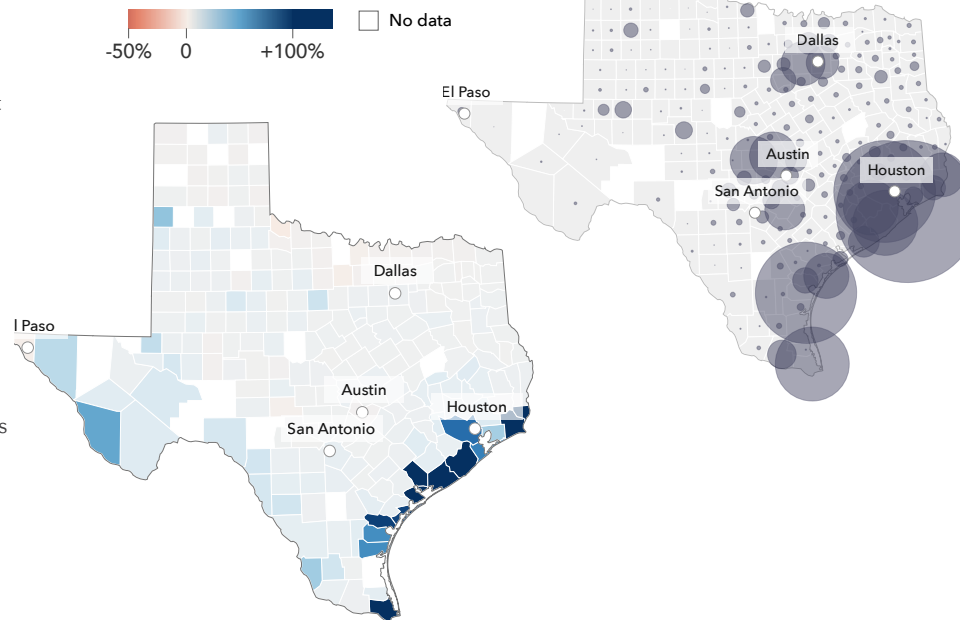 No data
-50% 0 +100%
Dallas
El Paso
Austin
Houston
San Antonio
Dallas
l Paso
Austin
Houston
San Antonio
s